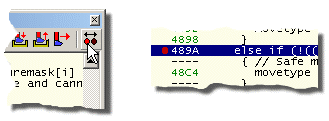 uremask[i]
e and cann
Movetype
4898 }
489A else if (!((
---- { // Safe m
48C4 movetype
---- }